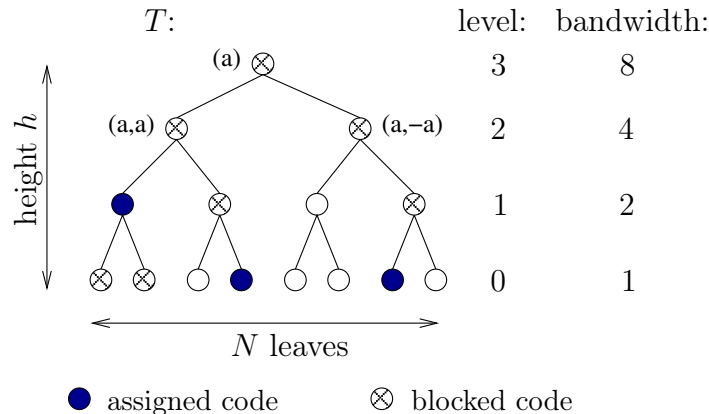 T: level: bandwidth:
(a) 3 8
(a,a) (a,−a) 2 4
height h
1 2
0 1
N leaves
assigned code blocked code